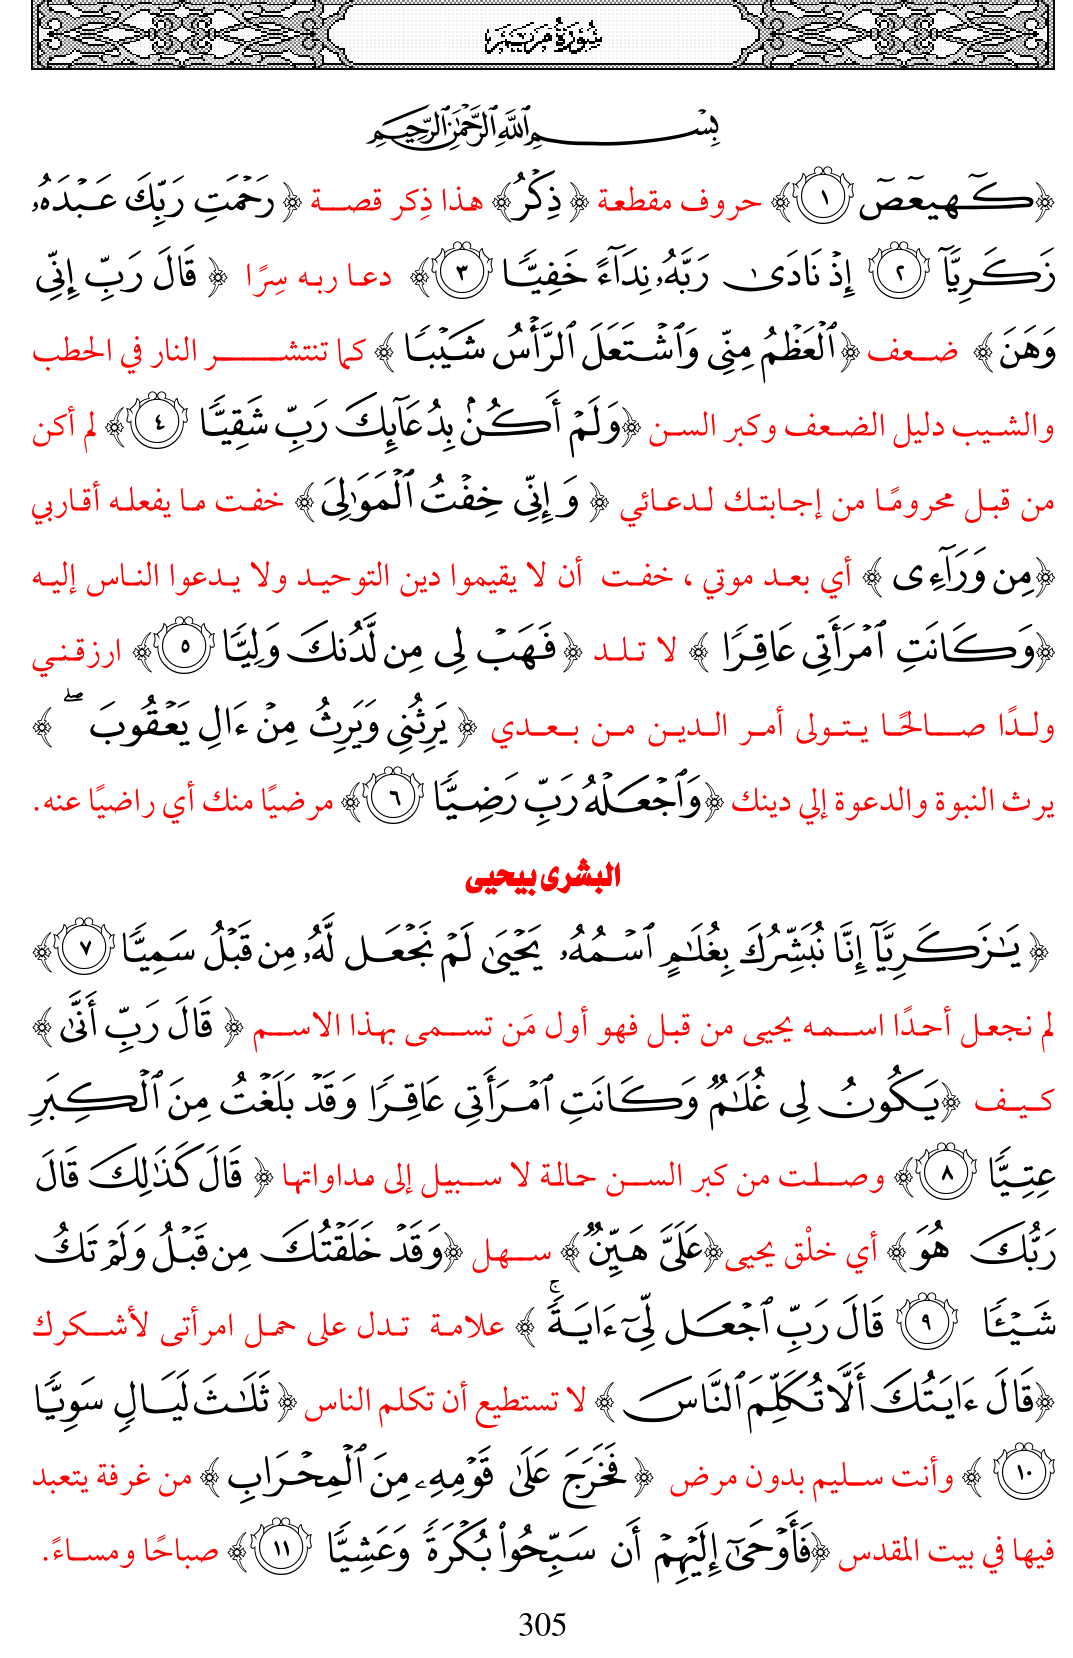 سُورَةُ مَرْيَمَ
بِسْمِ ٱللَّهِ ٱلرَّحْمَٰنِ ٱلرَّحِيمِ
﴿كٓهيعٓصٓ ١﴾ حروف مقطعة ﴿ذِكْرُ﴾ هذا ذِكر قصة ﴿رَحْمَتِ رَبِّكَ عَبْدَهُۥ
زَكَرِيَّآ ٢ إِذْ نَادَىٰ رَبَّهُۥ نِدَآءً خَفِيًّا ٣﴾ دعا ربه سِرًا ﴿قَالَ رَبِّ إِنِّى
وَهَنَ﴾ ضعف ﴿ٱلْعَظْمُ مِنِّى وَٱشْتَعَلَ ٱلرَّأْسُ شَيْبًا﴾ كما تنتشر النار في الحطب
والشيب دليل الضعف وكبر السن ﴿وَلَمْ أَكُنۢ بِدُعَآئِكَ رَبِّ شَقِيًّا ٤﴾ لم أكن
من قبل محرومًا من إجابتك لدعائي ﴿وَإِنِّى خِفْتُ ٱلْمَوَٰلِىَ﴾ خفت ما يفعله أقاربي
﴿مِن وَرَآءِى﴾ أي بعد موتي ، خفت أن لا يقيموا دين التوحيد ولا يدعوا الناس إليه
﴿وَكَانَتِ ٱمْرَأَتِى عَاقِرًا﴾ لا تلد ﴿فَهَبْ لِى مِن لَّدُنكَ وَلِيًّا ٥﴾ ارزقني
ولدًا صالحًا يتولى أمر الدين من بعدي ﴿يَرِثُنِى وَيَرِثُ مِنْ ءَالِ يَعْقُوبَ ۖ﴾
يرث النبوة والدعوة إلي دينك ﴿وَٱجْعَلْهُ رَبِّ رَضِيًّا ٦﴾ مرضيًا منك أي راضيًا عنه.
البشرى بيحيى
﴿يَٰزَكَرِيَّآ إِنَّا نُبَشِّرُكَ بِغُلَٰمٍ ٱسْمُهُۥ يَحْيَىٰ لَمْ نَجْعَل لَّهُۥ مِن قَبْلُ سَمِيًّا ٧﴾
لم نجعل أحدًا اسمه يحيى من قبل فهو أول مَن تسمى بهذا الاسم ﴿قَالَ رَبِّ أَنَّىٰ﴾
كيف ﴿يَكُونُ لِى غُلَٰمٌ وَكَانَتِ ٱمْرَأَتِى عَاقِرًا وَقَدْ بَلَغْتُ مِنَ ٱلْكِبَرِ
عِتِيًّا ٨﴾ وصلت من كبر السن حالة لا سبيل إلى مداواتها ﴿قَالَ كَذَٰلِكَ قَالَ
رَبُّكَ هُوَ﴾ أي خلْق يحيى ﴿عَلَىَّ هَيِّنٌ﴾ سهل ﴿وَقَدْ خَلَقْتُكَ مِن قَبْلُ وَلَمْ تَكُ
شَيْـًٔا ٩ قَالَ رَبِّ ٱجْعَل لِّىٓ ءَايَةً ۚ﴾ علامة تدل على حمل امرأتى لأشكرك
﴿قَالَ ءَايَتُكَ أَلَّا تُكَلِّمَ ٱلنَّاسَ﴾ لا تستطيع أن تكلم الناس ﴿ثَلَٰثَ لَيَالٍ سَوِيًّا
١٠﴾ وأنت سليم بدون مرض ﴿فَخَرَجَ عَلَىٰ قَوْمِهِۦ مِنَ ٱلْمِحْرَابِ﴾ من غرفة يتعبد
فيها في بيت المقدس ﴿فَأَوْحَىٰٓ إِلَيْهِمْ أَن سَبِّحُوا۟ بُكْرَةً وَعَشِيًّا ١١﴾ صباحًا ومساءً.
305